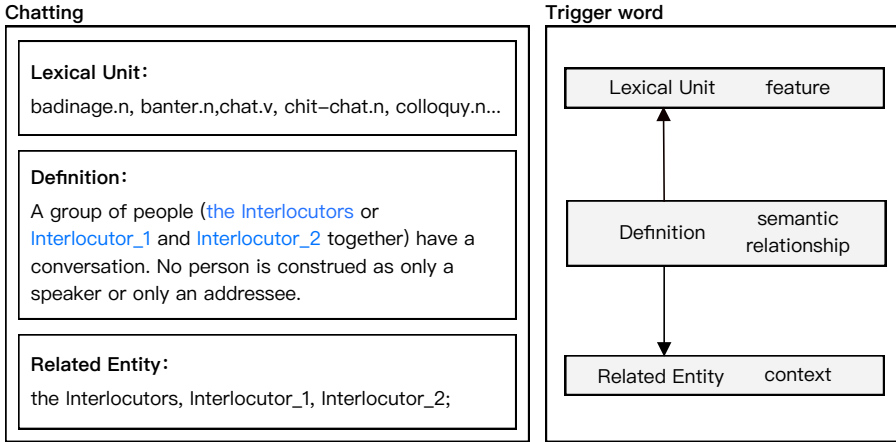 Chatting
Lexical Unit:
badinage.n, banter.n,chat.v, chit-chat.n, colloquy.n...
Definition:
A group of people (the Interlocutors or
Interlocutor_1 and Interlocutor_2 together) have a
conversation. No person is construed as only a
speaker or only an addressee.
Related Entity:
the Interlocutors, Interlocutor_1, Interlocutor_2;
Trigger word
Lexical Unit feature
Definition semantic
relationship
Related Entity context